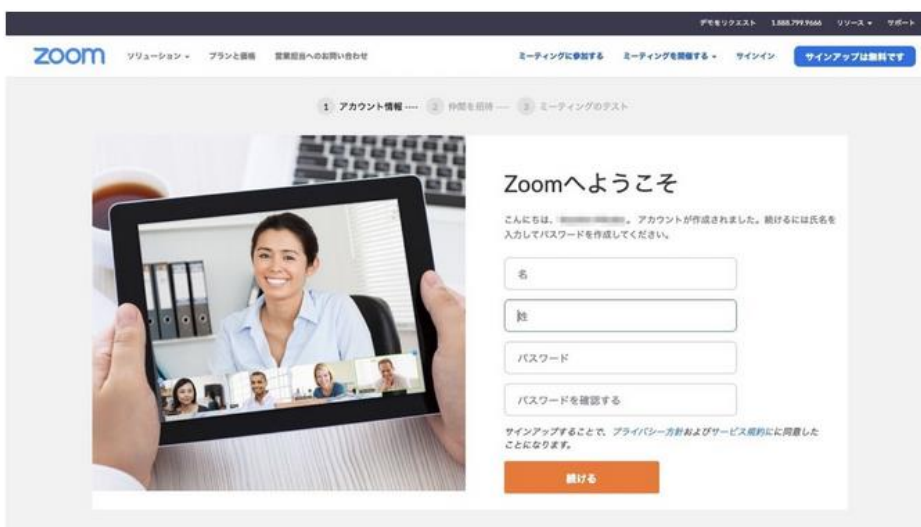 デモをリクエスト 1.888.799.9666 リソース サポート
zoom ソリューション プランと価格 営業担当へのお問い合わせ ミーティングに参加する ミーティングを開催する サインイン サインアップは無料です
1 アカウント情報 ---- 2 仲間を招待 ---- 3 ミーティングのテスト
Zoomへようこそ
こんにちは、 。 アカウントが作成されました。続けるには氏名を
入力してパスワードを作成してください。
名
姓
パスワード
パスワードを確認する
サインアップすることで、プライバシー方針およびサービス規約にに同意した
ことになります。
続ける